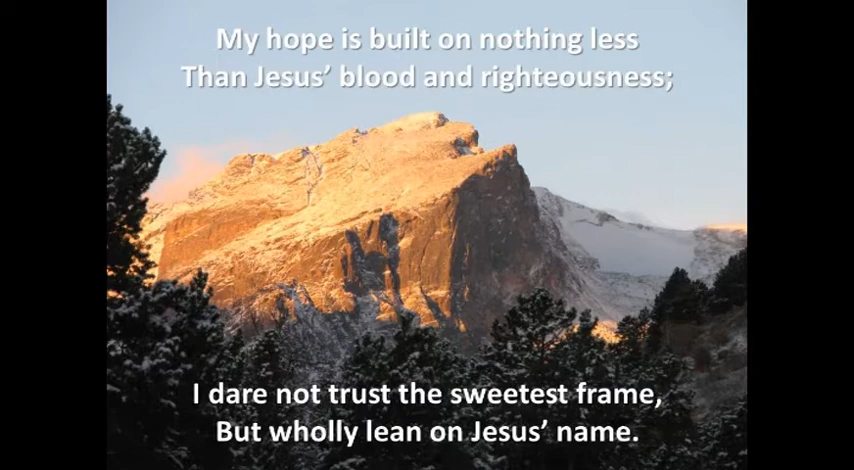 My hope is built on nothing less
Than Jesus’ blood and righteousness;
I dare not trust the sweetest frame,
But wholly lean on Jesus’ name.